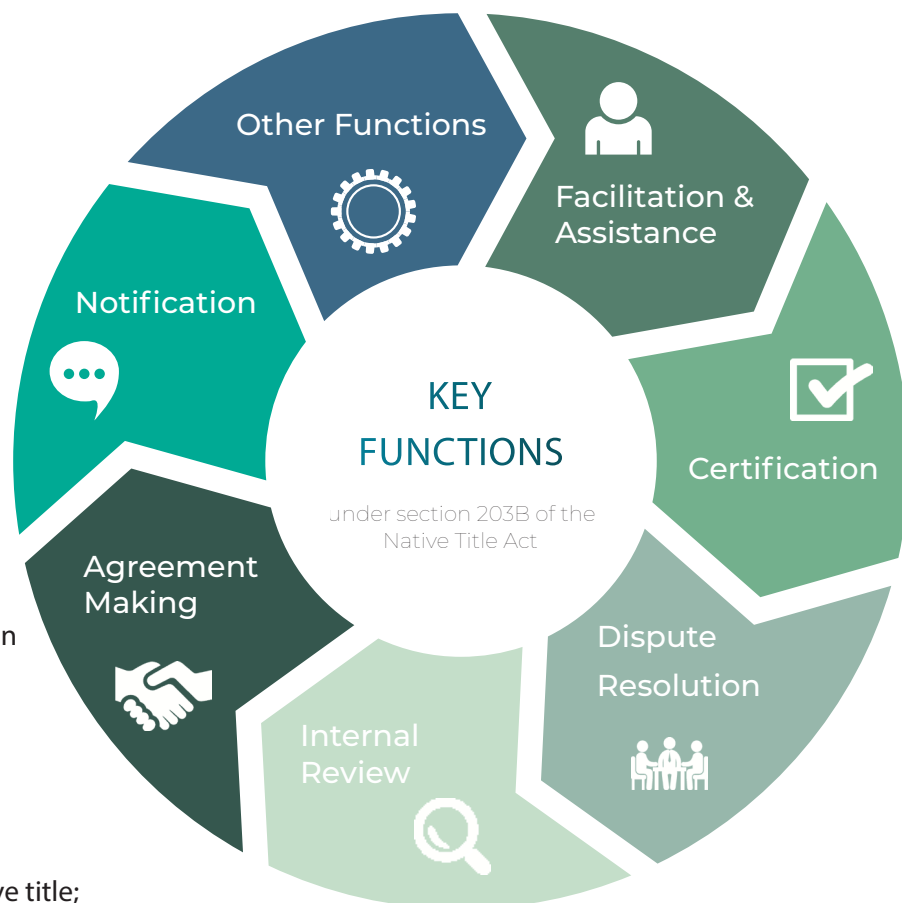 Other Functions
Facilitation &
Assistance
Notification
KEY
FUNCTIONS
under section 203B of the
Native Title Act
Certification
Agreement
Making
n
Dispute
Resolution
Internal
Review
e title;